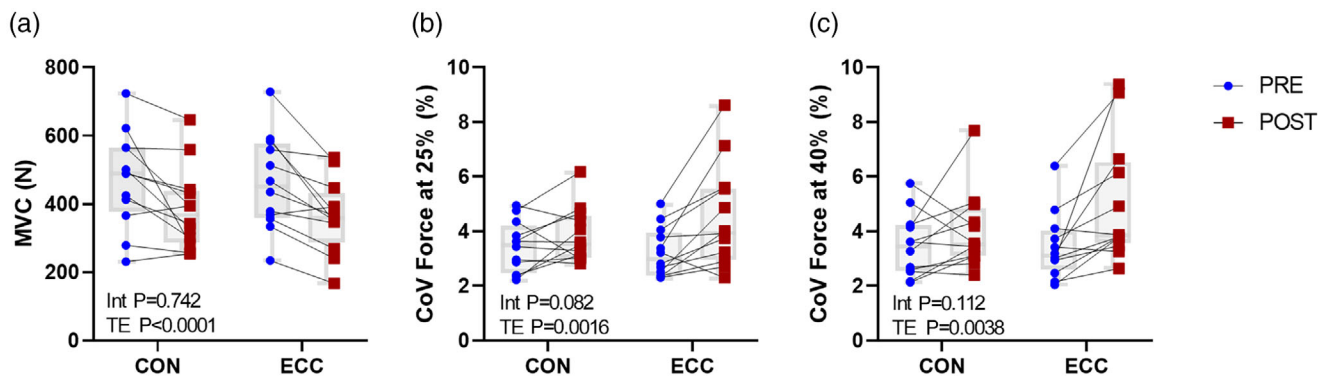 (a)
MVC (N)
800
600
400
200
0
Int P=0.742
TE P<0.0001
CON
ECC
(b)
CoV Force at 25% (%)
10
8
6
4
2
0
Int P=0.082
TE P=0.0016
CON
ECC
(c)
CoV Force at 40% (%)
10
8
6
4
2
0
Int P=0.112
TE P=0.0038
CON
ECC
PRE
POST